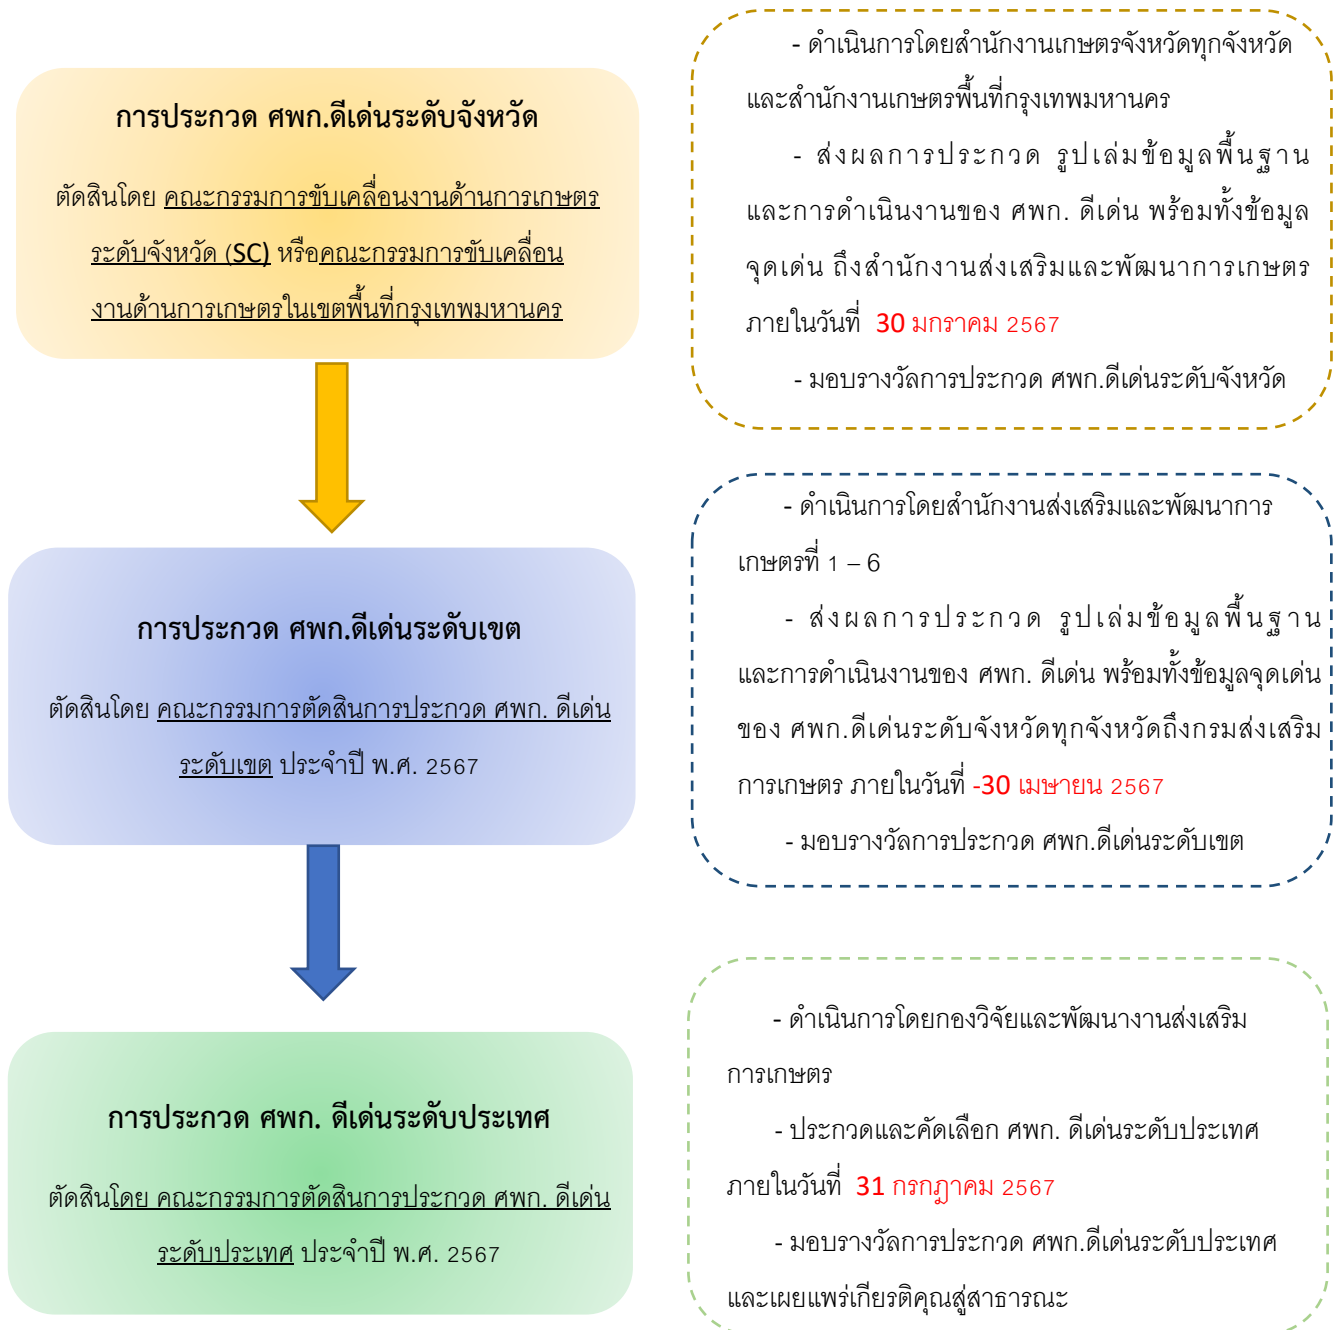 การประกวด ศพก.ดีเด่นระดับจังหวัด
ตัดสินโดย คณะกรรมการขับเคลื่อนงานด้านการเกษตร
ระดับจังหวัด (SC) หรือคณะกรรมการขับเคลื่อน
งานด้านการเกษตรในเขตพื้นที่กรุงเทพมหานคร
- ดำเนินการโดยสำนักงานเกษตรจังหวัดทุกจังหวัด
และสำนักงานเกษตรพื้นที่กรุงเทพมหานคร
- ส่งผลการประกวด รูปเล่มข้อมูลพื้นฐาน
และการดำเนินงานของ ศพก. ดีเด่น พร้อมทั้งข้อมูล
จุดเด่น ถึงสำนักงานส่งเสริมและพัฒนาการเกษตร
ภายในวันที่ 30 มกราคม 2567
- มอบรางวัลการประกวด ศพก.ดีเด่นระดับจังหวัด
การประกวด ศพก.ดีเด่นระดับเขต
ตัดสินโดย คณะกรรมการตัดสินการประกวด ศพก. ดีเด่น
ระดับเขต ประจำปี พ.ศ. 2567
- ดำเนินการโดยสำนักงานส่งเสริมและพัฒนาการ
เกษตรที่ 1 – 6
- ส่งผลการประกวด รูปเล่มข้อมูลพื้นฐาน
และการดำเนินงานของ ศพก. ดีเด่น พร้อมทั้งข้อมูลจุดเด่น
ของ ศพก.ดีเด่นระดับจังหวัดทุกจังหวัดถึงกรมส่งเสริม
การเกษตร ภายในวันที่ -30 เมษายน 2567
- มอบรางวัลการประกวด ศพก.ดีเด่นระดับเขต
การประกวด ศพก. ดีเด่นระดับประเทศ
ตัดสินโดย คณะกรรมการตัดสินการประกวด ศพก. ดีเด่น
ระดับประเทศ ประจำปี พ.ศ. 2567
- ดำเนินการโดยกองวิจัยและพัฒนางานส่งเสริม
การเกษตร
- ประกวดและคัดเลือก ศพก. ดีเด่นระดับประเทศ
ภายในวันที่ 31 กรกฎาคม 2567
- มอบรางวัลการประกวด ศพก.ดีเด่นระดับประเทศ
และเผยแพร่เกียรติคุณสู่สาธารณะ